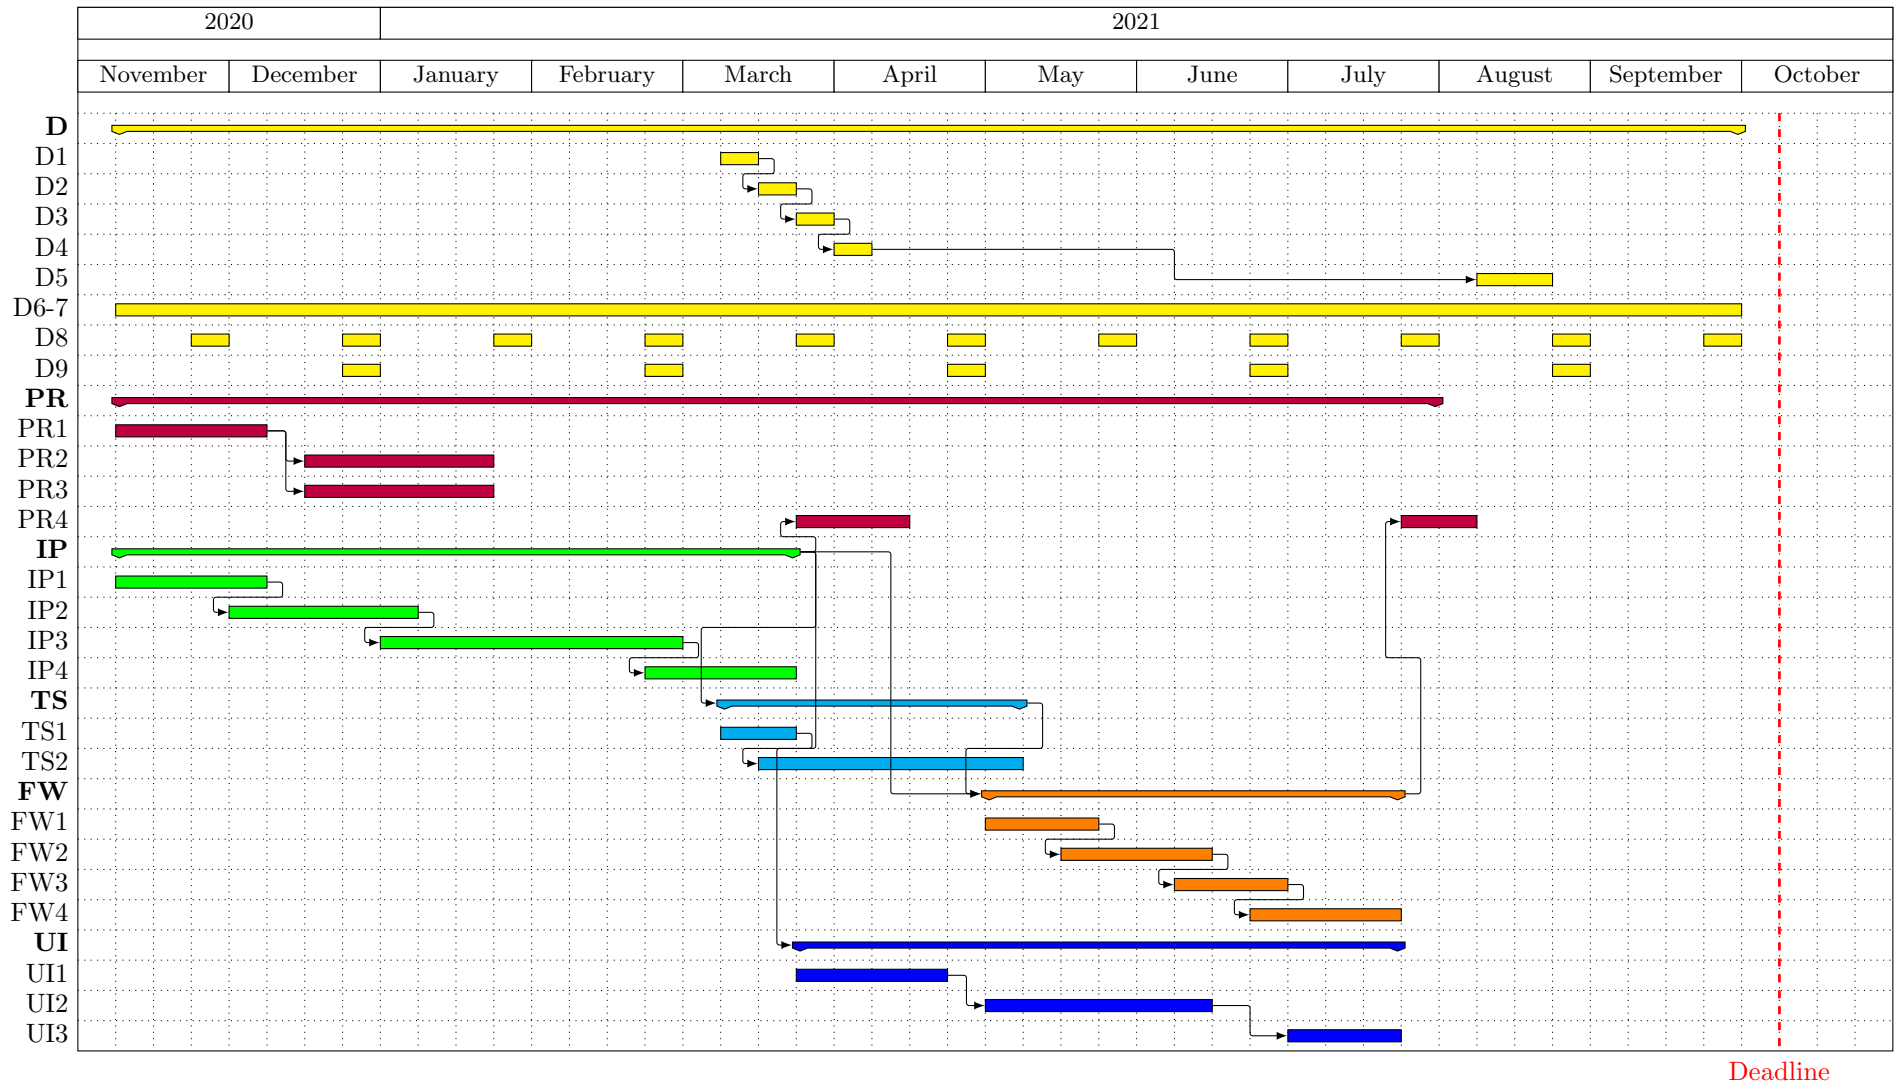 2020 2021
November December January February March April May June July August September October
D
D1
D2
D3
D4
D5
D6-7
D8
D9
PR
PR1
PR2
PR3
PR4
IP
IP1
IP2
IP3
IP4
TS
TS1
TS2
FW
FW1
FW2
FW3
FW4
UI
UI1
UI2
UI3
Deadline